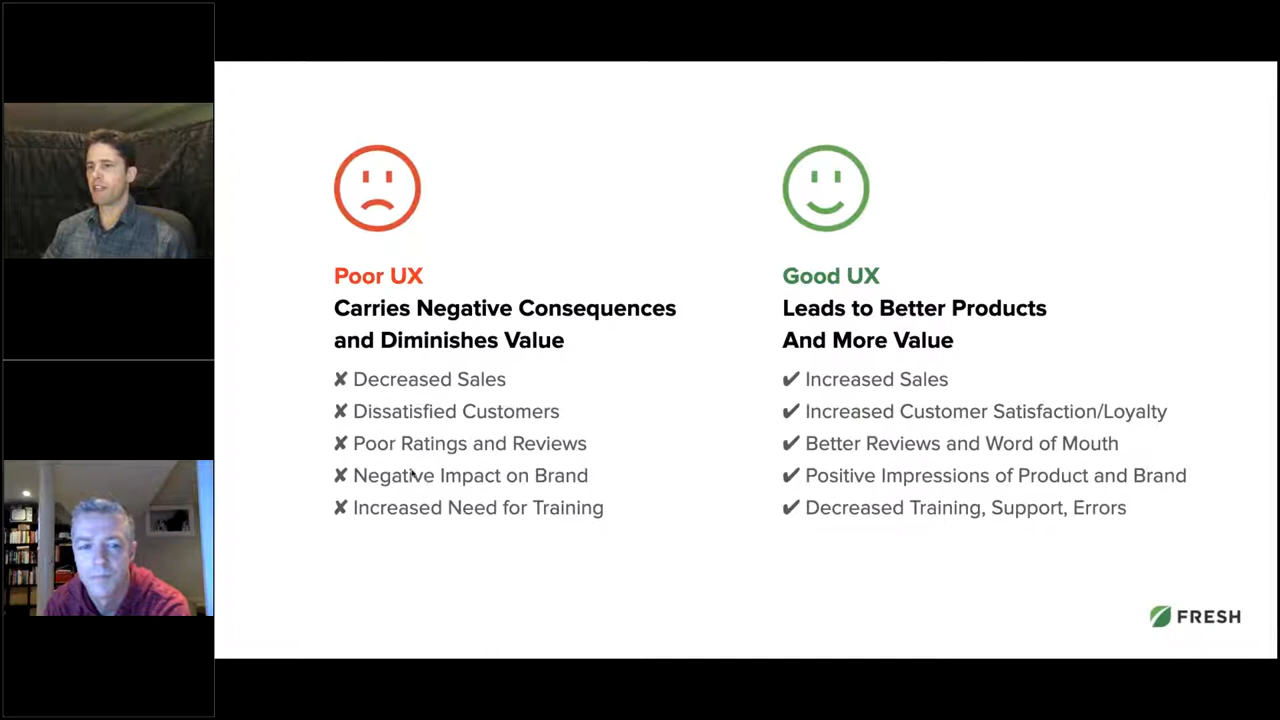 Poor UX
Carries Negative Consequences
and Diminishes Value
✘ Decreased Sales
✘ Dissatisfied Customers
✘ Poor Ratings and Reviews
✘ Negative Impact on Brand
✘ Increased Need for Training
Good UX
Leads to Better Products
And More Value
✔ Increased Sales
✔ Increased Customer Satisfaction/Loyalty
✔ Better Reviews and Word of Mouth
✔ Positive Impressions of Product and Brand
✔ Decreased Training, Support, Errors
FRESH